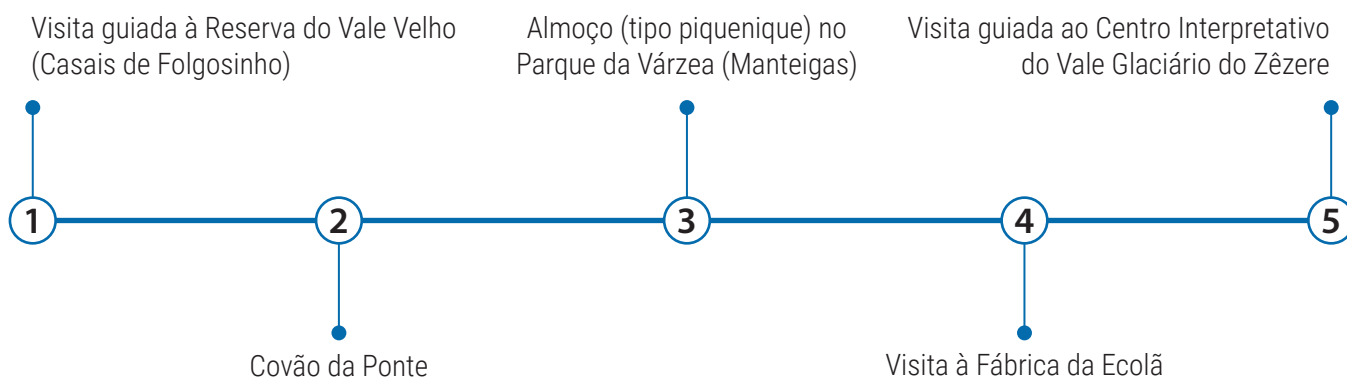 Visita guiada à Reserva do Vale Velho
(Casais de Folgosinho)
Almoço (tipo piquenique) no
Parque da Várzea (Manteigas)
Visita guiada ao Centro Interpretativo
do Vale Glaciário do Zêzere
1
2
3
4
5
Covão da Ponte
Visita à Fábrica da Ecolã